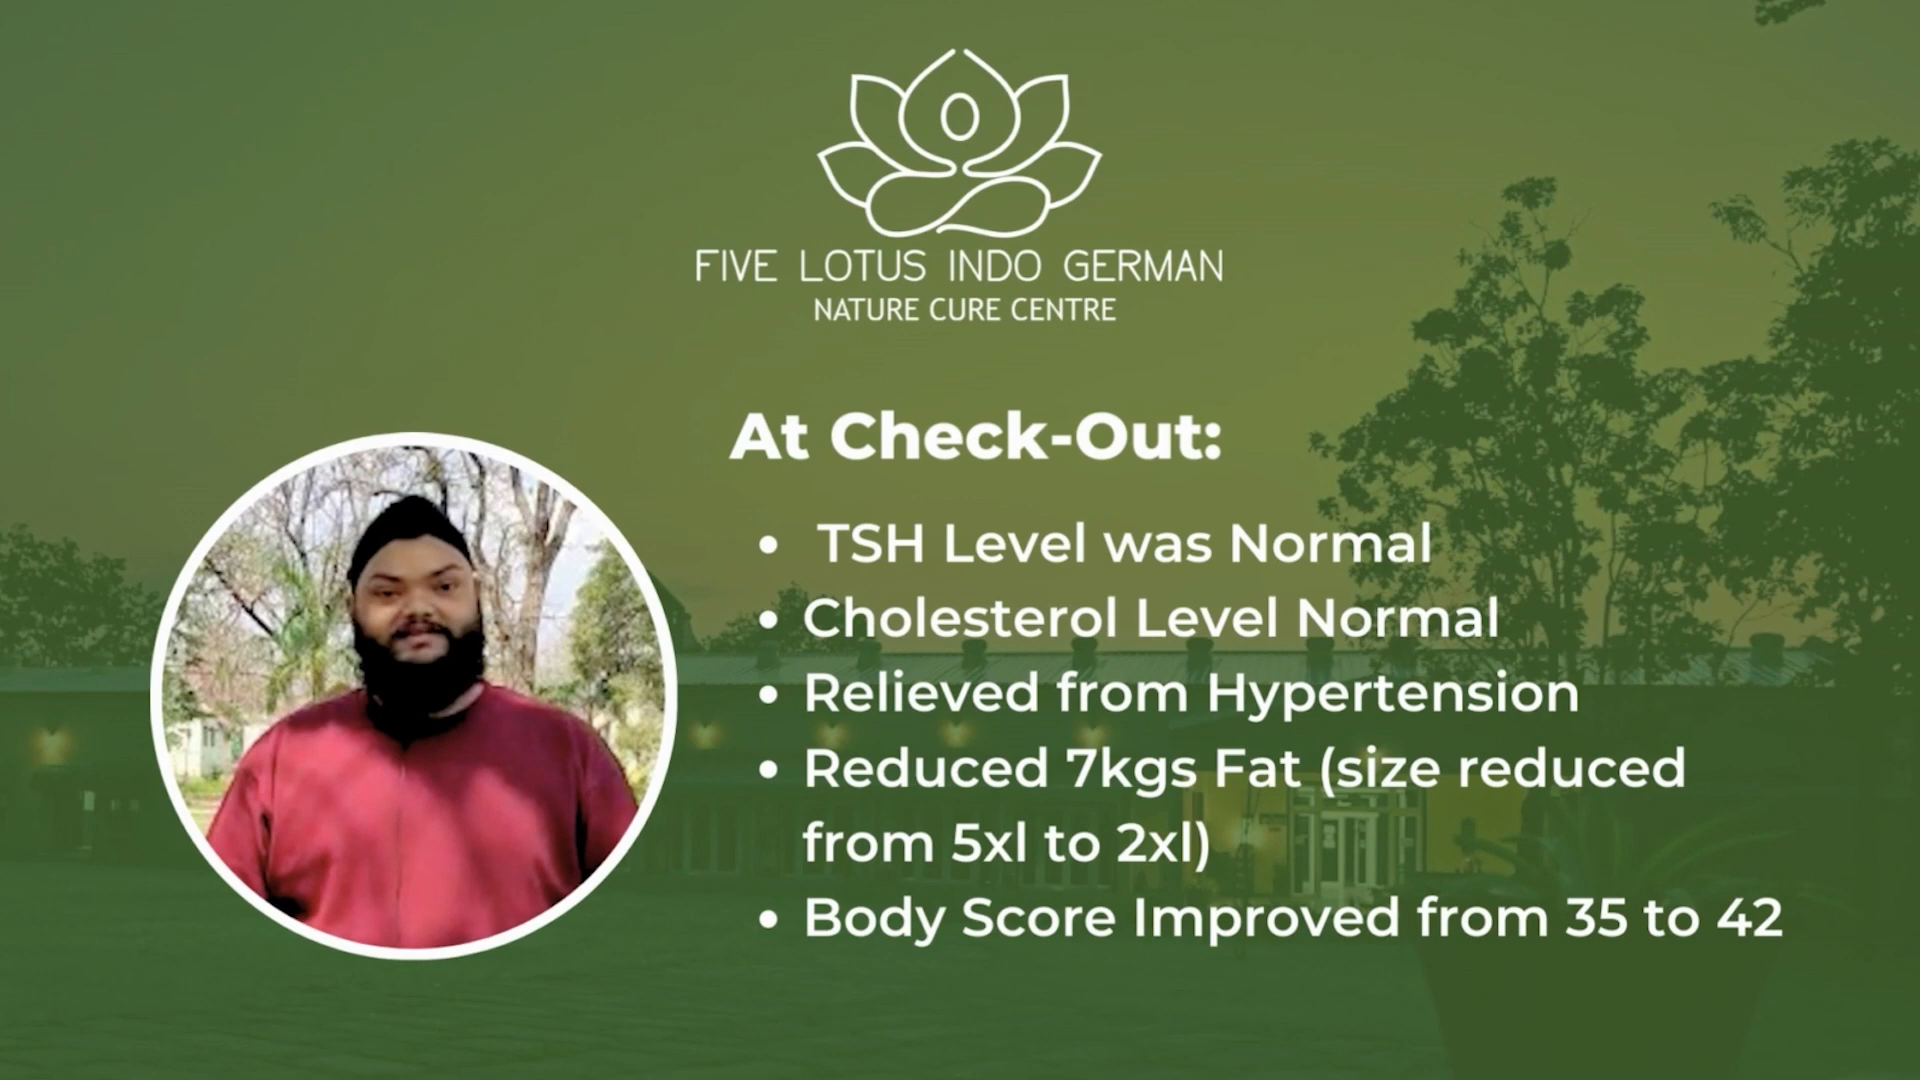 FIVE LOTUS INDO GERMAN
NATURE CURE CENTRE
At Check-Out:
• TSH Level was Normal
• Cholesterol Level Normal
• Relieved from Hypertension
• Reduced 7kgs Fat (size reduced
from 5xl to 2xl)
• Body Score Improved from 35 to 42